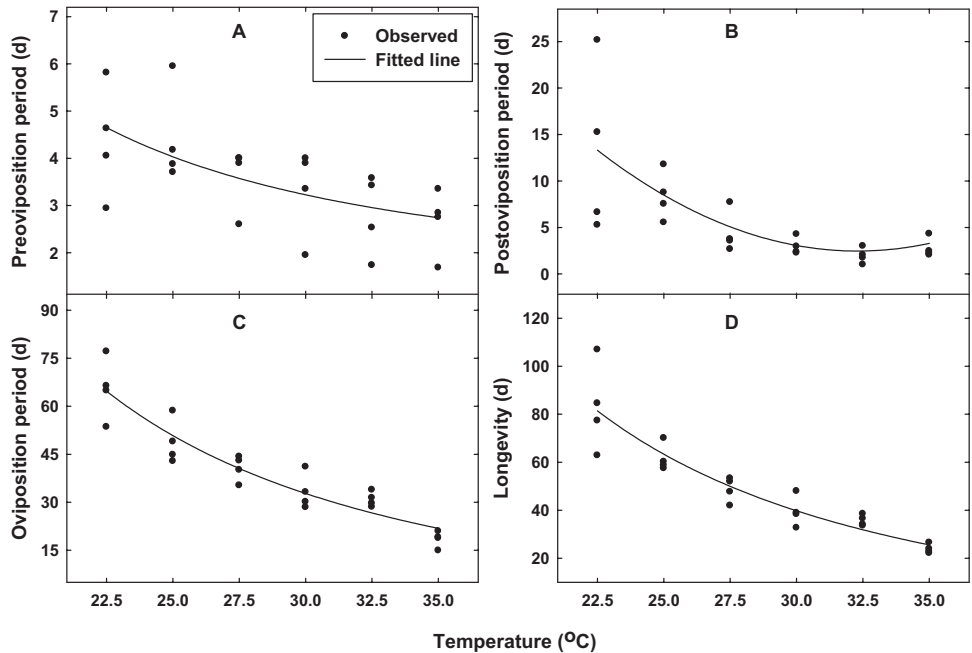 A
Observed
Fitted line
Preoviposition period (d)
7
6
5
4
3
2
B
Postoviposition period (d)
25
20
15
10
5
0
C
Oviposition period (d)
90
75
60
45
30
15
22.5 25.0 27.5 30.0 32.5 35.0
D
Longevity (d)
120
100
80
60
40
20
22.5 25.0 27.5 30.0 32.5 35.0
Temperature (ºC)